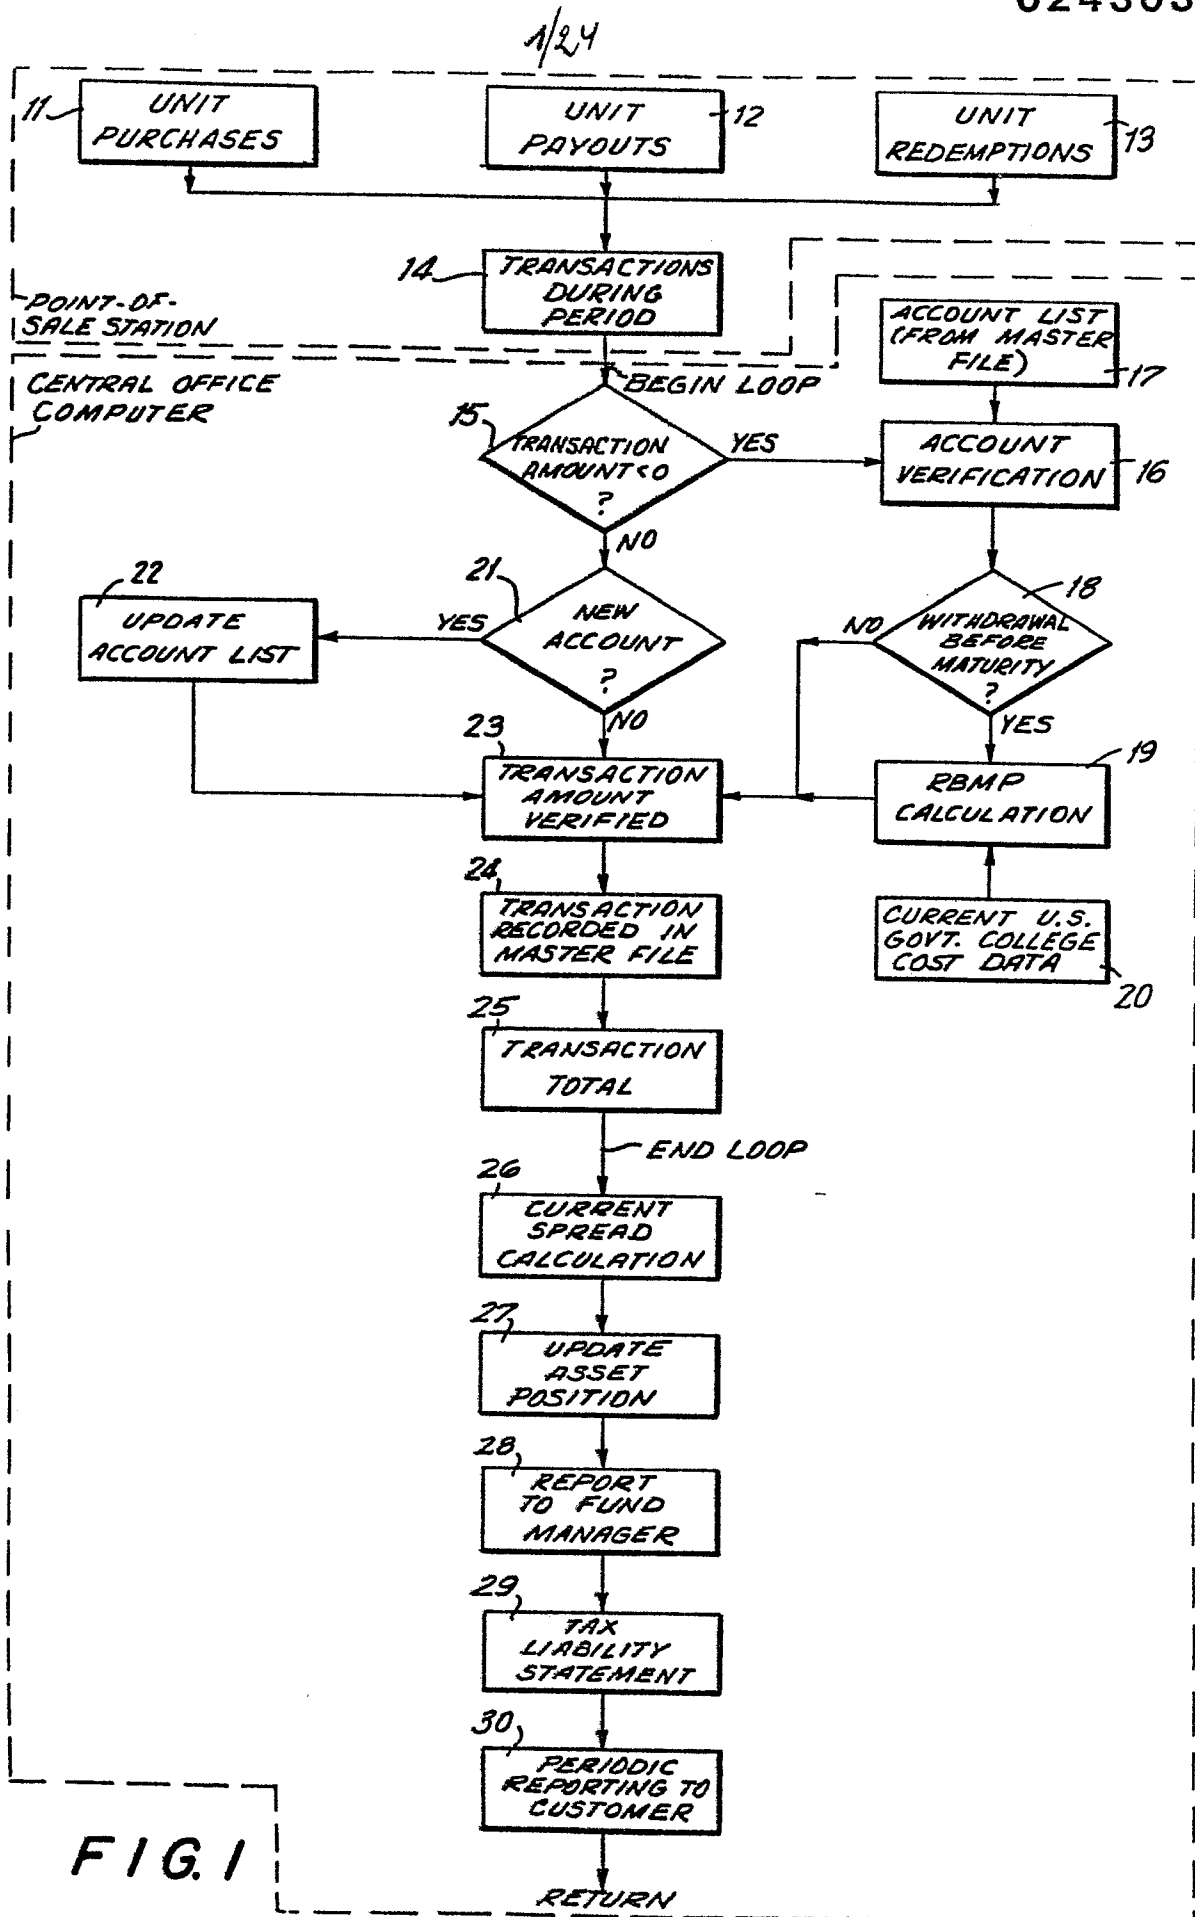 1/24
11
UNIT
PURCHASES
UNIT
PAYOUTS
12
UNIT
REDEMPTIONS
13
14
TRANSACTIONS
DURING
PERIOD
POINT-OF-
SALE STATION
ACCOUNT LIST
(FROM MASTER
FILE)
17
CENTRAL OFFICE
COMPUTER
BEGIN LOOP
15
TRANSACTION
AMOUNT<0
?
YES
NO
ACCOUNT
VERIFICATION
16
22
UPDATE
ACCOUNT LIST
21
YES
NEW
ACCOUNT
?
NO
18
NO
WITHDRAWAL
BEFORE
MATURITY
?
YES
23
TRANSACTION
AMOUNT
VERIFIED
19
RBMP
CALCULATION
24
TRANSACTION
RECORDED IN
MASTER FILE
CURRENT U.S.
GOVT. COLLEGE
COST DATA
20
25
TRANSACTION
TOTAL
END LOOP
26
CURRENT
SPREAD
CALCULATION
27
UPDATE
ASSET
POSITION
28
REPORT
TO FUND
MANAGER
29
TAX
LIABILITY
STATEMENT
30
PERIODIC
REPORTING TO
CUSTOMER
FIG. 1
RETURN